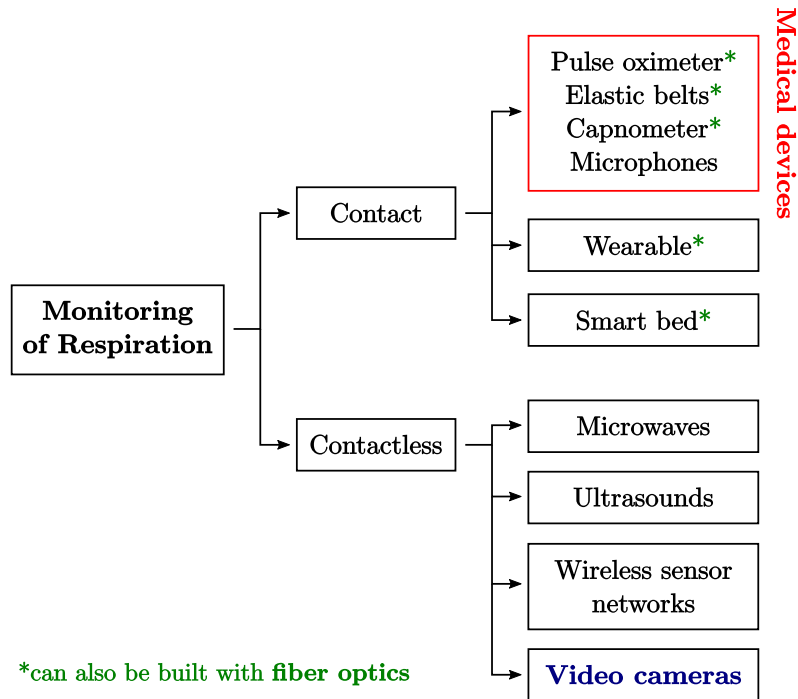 Monitoring
of Respiration
Contact
Pulse oximeter*
Elastic belts*
Capnometer*
Microphones
Medical devices
Wearable*
Smart bed*
Contactless
Microwaves
Ultrasounds
Wireless sensor
networks
Video cameras
*can also be built with fiber optics